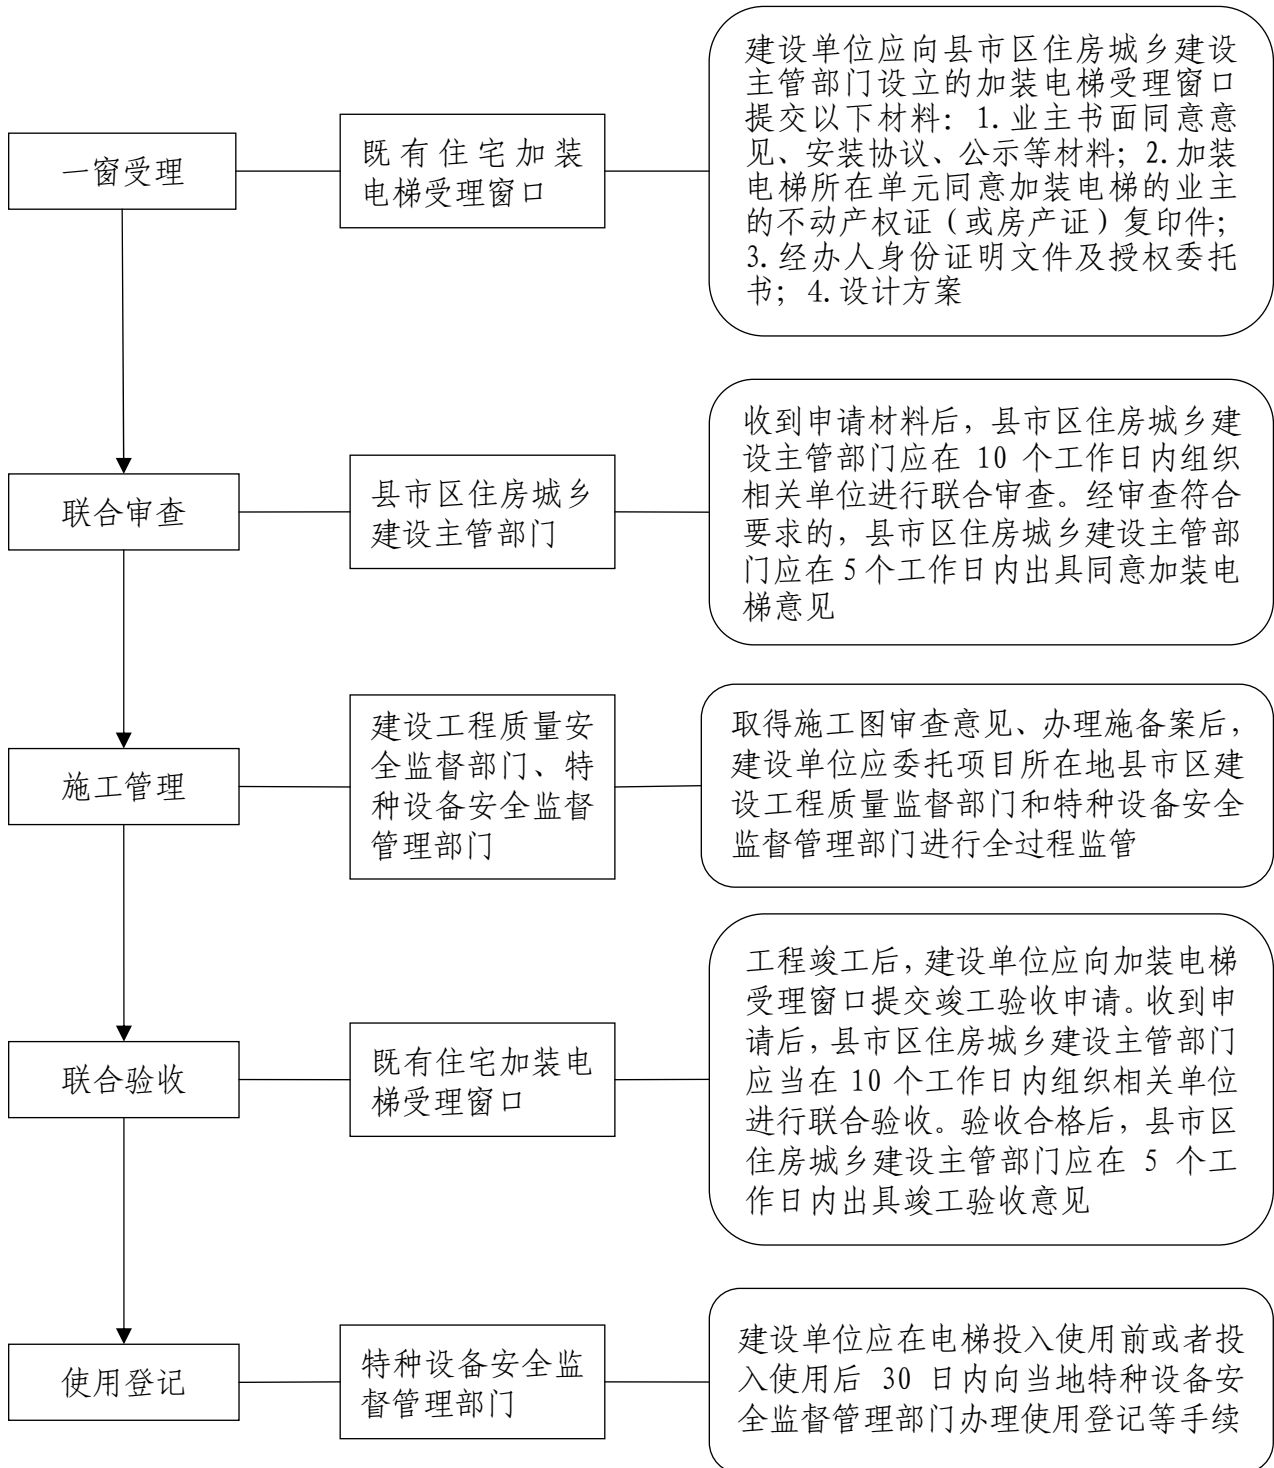 一窗受理
既有住宅加装
电梯受理窗口
建设单位应向县市区住房城乡建设
主管部门设立的加装电梯受理窗口
提交以下材料：1.业主书面同意意
见、安装协议、公示等材料；2.加装
电梯所在单元同意加装电梯的业主
的不动产权证（或房产证）复印件；
3.经办人身份证明文件及授权委托
书；4.设计方案
联合审查
县市区住房城乡
建设主管部门
收到申请材料后，县市区住房城乡建
设主管部门应在 10 个工作日内组织
相关单位进行联合审查。经审查符合
要求的，县市区住房城乡建设主管部
门应在5个工作日内出具同意加装电
梯意见
施工管理
建设工程质量安
全监督部门、特
种设备安全监督
管理部门
取得施工图审查意见、办理施备案后，
建设单位应委托项目所在地县市区建
设工程质量监督部门和特种设备安全
监督管理部门进行全过程监管
联合验收
既有住宅加装电
梯受理窗口
工程竣工后，建设单位应向加装电梯
受理窗口提交竣工验收申请。收到申
请后，县市区住房城乡建设主管部门
应当在 10 个工作日内组织相关单位
进行联合验收。验收合格后，县市区
住房城乡建设主管部门应在 5 个工
作日内出具竣工验收意见
使用登记
特种设备安全监
督管理部门
建设单位应在电梯投入使用前或者投
入使用后 30 日内向当地特种设备安
全监督管理部门办理使用登记等手续